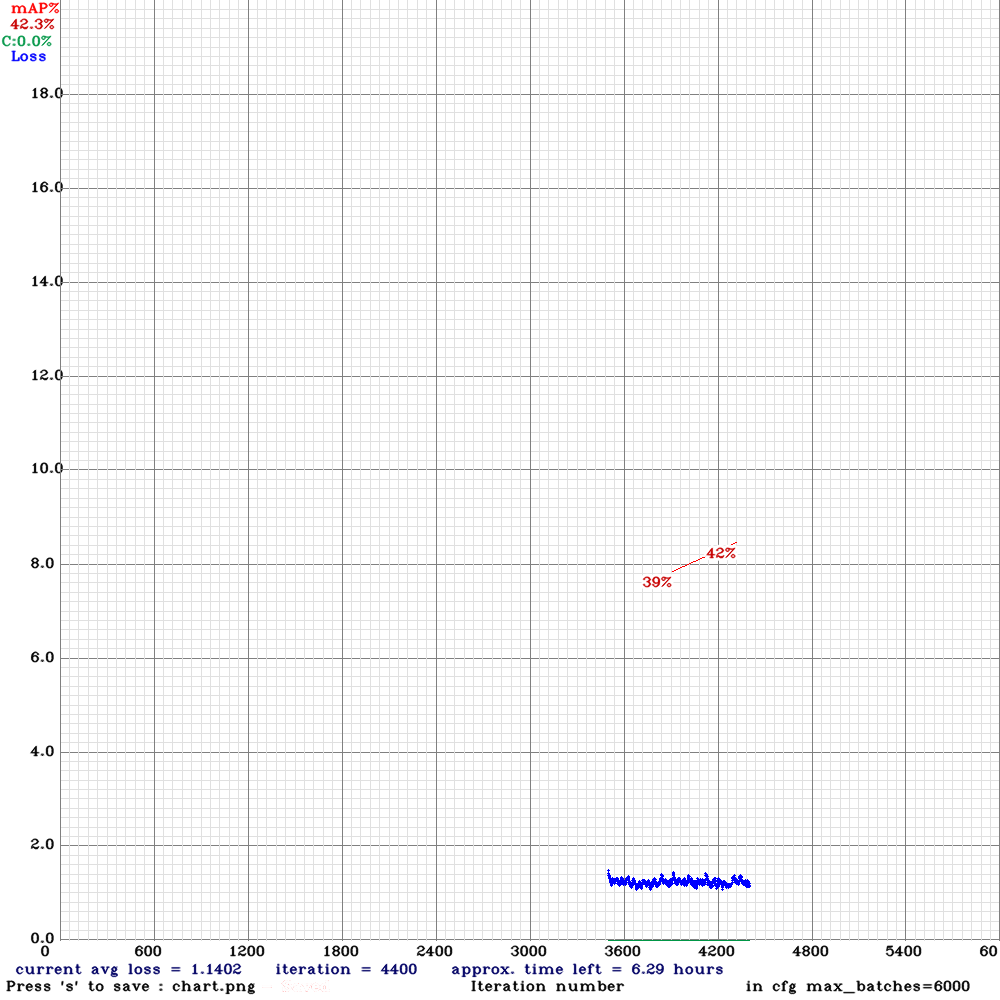 mAP%
42.3%
C:0.0%
Loss
18.0
16.0
14.0
12.0
10.0
8.0
6.0
4.0
2.0
0.0
42%
39%
0 600 1200 1800 2400 3000 3600 4200 4800 5400 60
current avg loss = 1.1402 iteration = 4400 approx. time left = 6.29 hours
Press 's' to save : chart.png Iteration number in cfg max_batches=6000